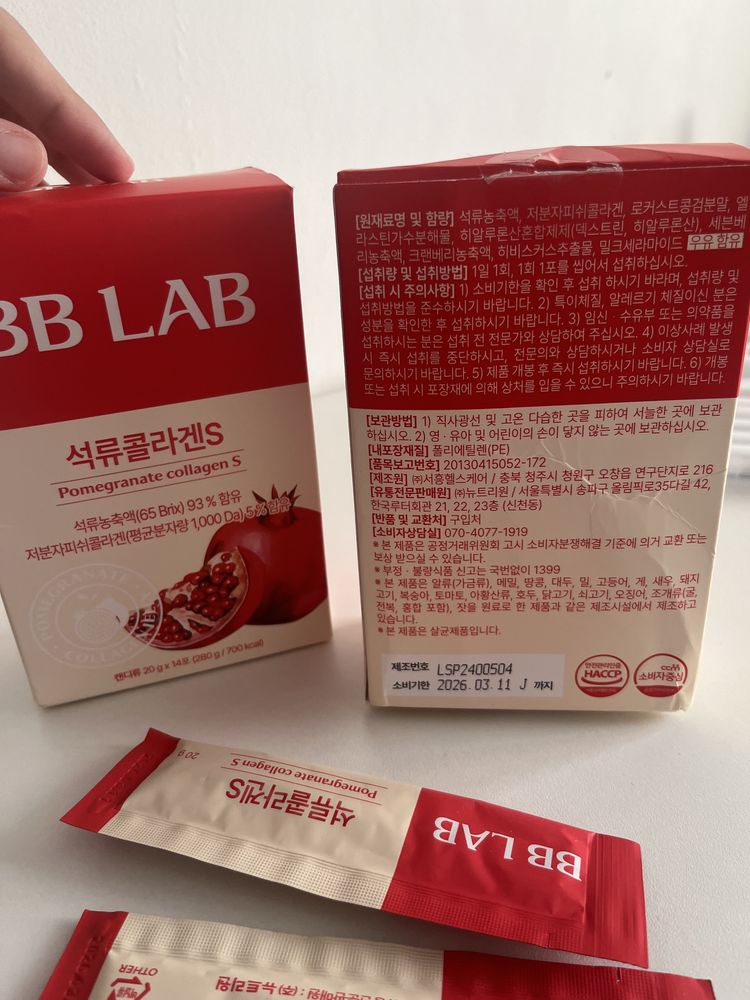 BB LAB
석류콜라겐S
Pomegranate collagen S
석류농축액(65 Brix) 93 % 함유
저분자피쉬콜라겐(평균분자량 1,000 Da) 5 % 함유
캔디류 20 g x 14포 (280 g / 700 kcal)
[원재료명 및 함량] 석류농축액, 저분자피쉬콜라겐, 로커스트콩검분말, 엘
라스틴가수분해물, 히알루론산혼합제제(덱스트린, 히알루론산), 세븐베
리농축액, 크랜베리농축액, 히비스커스추출물, 밀크세라마이드 우유 함유
[섭취량 및 섭취방법] 1일 1회, 1회 1포를 씹어서 섭취하십시오.
[섭취 시 주의사항] 1) 소비기한을 확인 후 섭취 하시기 바라며, 섭취량 및
섭취방법을 준수하시기 바랍니다. 2) 특이체질, 알레르기 체질이신 분은
성분을 확인한 후 섭취하시기 바랍니다. 3) 임신 · 수유부 또는 의약품을
섭취하시는 분은 섭취 전 전문가와 상담하여 주십시오. 4) 이상사례 발생
시 즉시 섭취를 중단하시고, 전문의와 상담하시거나 소비자 상담실로
문의하시기 바랍니다. 5) 제품 개봉 후 즉시 섭취하시기 바랍니다. 6) 개봉
또는 섭취 시 포장재에 의해 상처를 입을 수 있으니 주의하시기 바랍니다.
[보관방법] 1) 직사광선 및 고온 다습한 곳을 피하여 서늘한 곳에 보관
하십시오. 2) 영 · 유아 및 어린이의 손이 닿지 않는 곳에 보관하십시오.
[내포장재질] 폴리에틸렌(PE)
[품목보고번호] 20130415052-172
[제조원] ㈜서흥헬스케어 / 충북 청주시 청원구 오창읍 연구단지로 216
[유통전문판매원] ㈜뉴트리원 / 서울특별시 송파구 올림픽로35다길 42,
한국루터회관 21, 22, 23층 (신천동)
[반품 및 교환처] 구입처
[소비자상담실] 070-4077-1919
※ 본 제품은 공정거래위원회 고시 소비자분쟁해결 기준에 의거 교환 또는
보상 받으실 수 있습니다.
※ 부정 · 불량식품 신고는 국번없이 1399
※ 본 제품은 알류(가금류), 메밀, 땅콩, 대두, 밀, 고등어, 게, 새우, 돼지
고기, 복숭아, 토마토, 아황산류, 호두, 닭고기, 쇠고기, 오징어, 조개류(굴,
전복, 홍합 포함), 잣을 원료로 한 제품과 같은 제조시설에서 제조하고
있습니다.
※ 본 제품은 살균제품입니다.
제조번호 LSP2400504
소비기한 2026.03.11 J 까지
안전관리인증
HACCP
CCM
소비자중심
BB LAB
석류콜라겐S
Pomegranate collagen S
20 g
OTHER
㈜뉴트리원